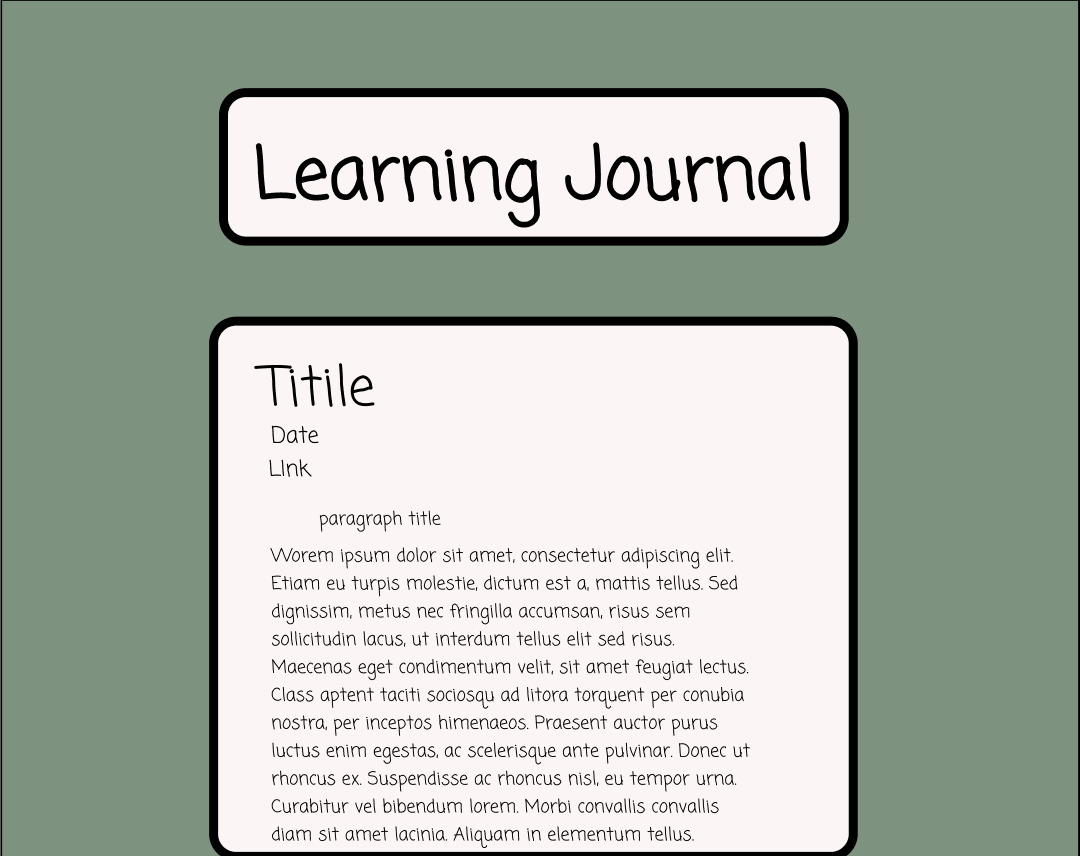 Learning Journal
Titile
Date
LInk
paragraph title
Worem ipsum dolor sit amet, consectetur adipiscing elit.
Etiam eu turpis molestie, dictum est a, mattis tellus. Sed
dignissim, metus nec fringilla accumsan, risus sem
sollicitudin lacus, ut interdum tellus elit sed risus.
Maecenas eget condimentum velit, sit amet feugiat lectus.
Class aptent taciti sociosqu ad litora torquent per conubia
nostra, per inceptos himenaeos. Praesent auctor purus
luctus enim egestas, ac scelerisque ante pulvinar. Donec ut
rhoncus ex. Suspendisse ac rhoncus nisl, eu tempor urna.
Curabitur vel bibendum lorem. Morbi convallis convallis
diam sit amet lacinia. Aliquam in elementum tellus.